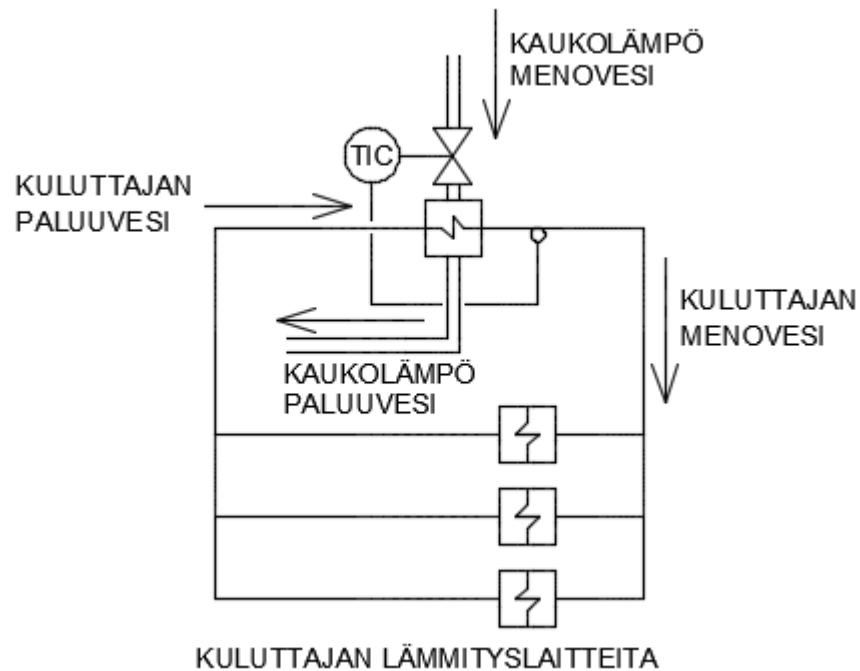 KAUKOLÄMPÖ
MENOVESI
TIC
KULUTTAJAN
PALUUVESI
KULUTTAJAN
MENOVESI
KAUKOLÄMPÖ
PALUUVESI
KULUTTAJAN LÄMMITYSLAITTEITA